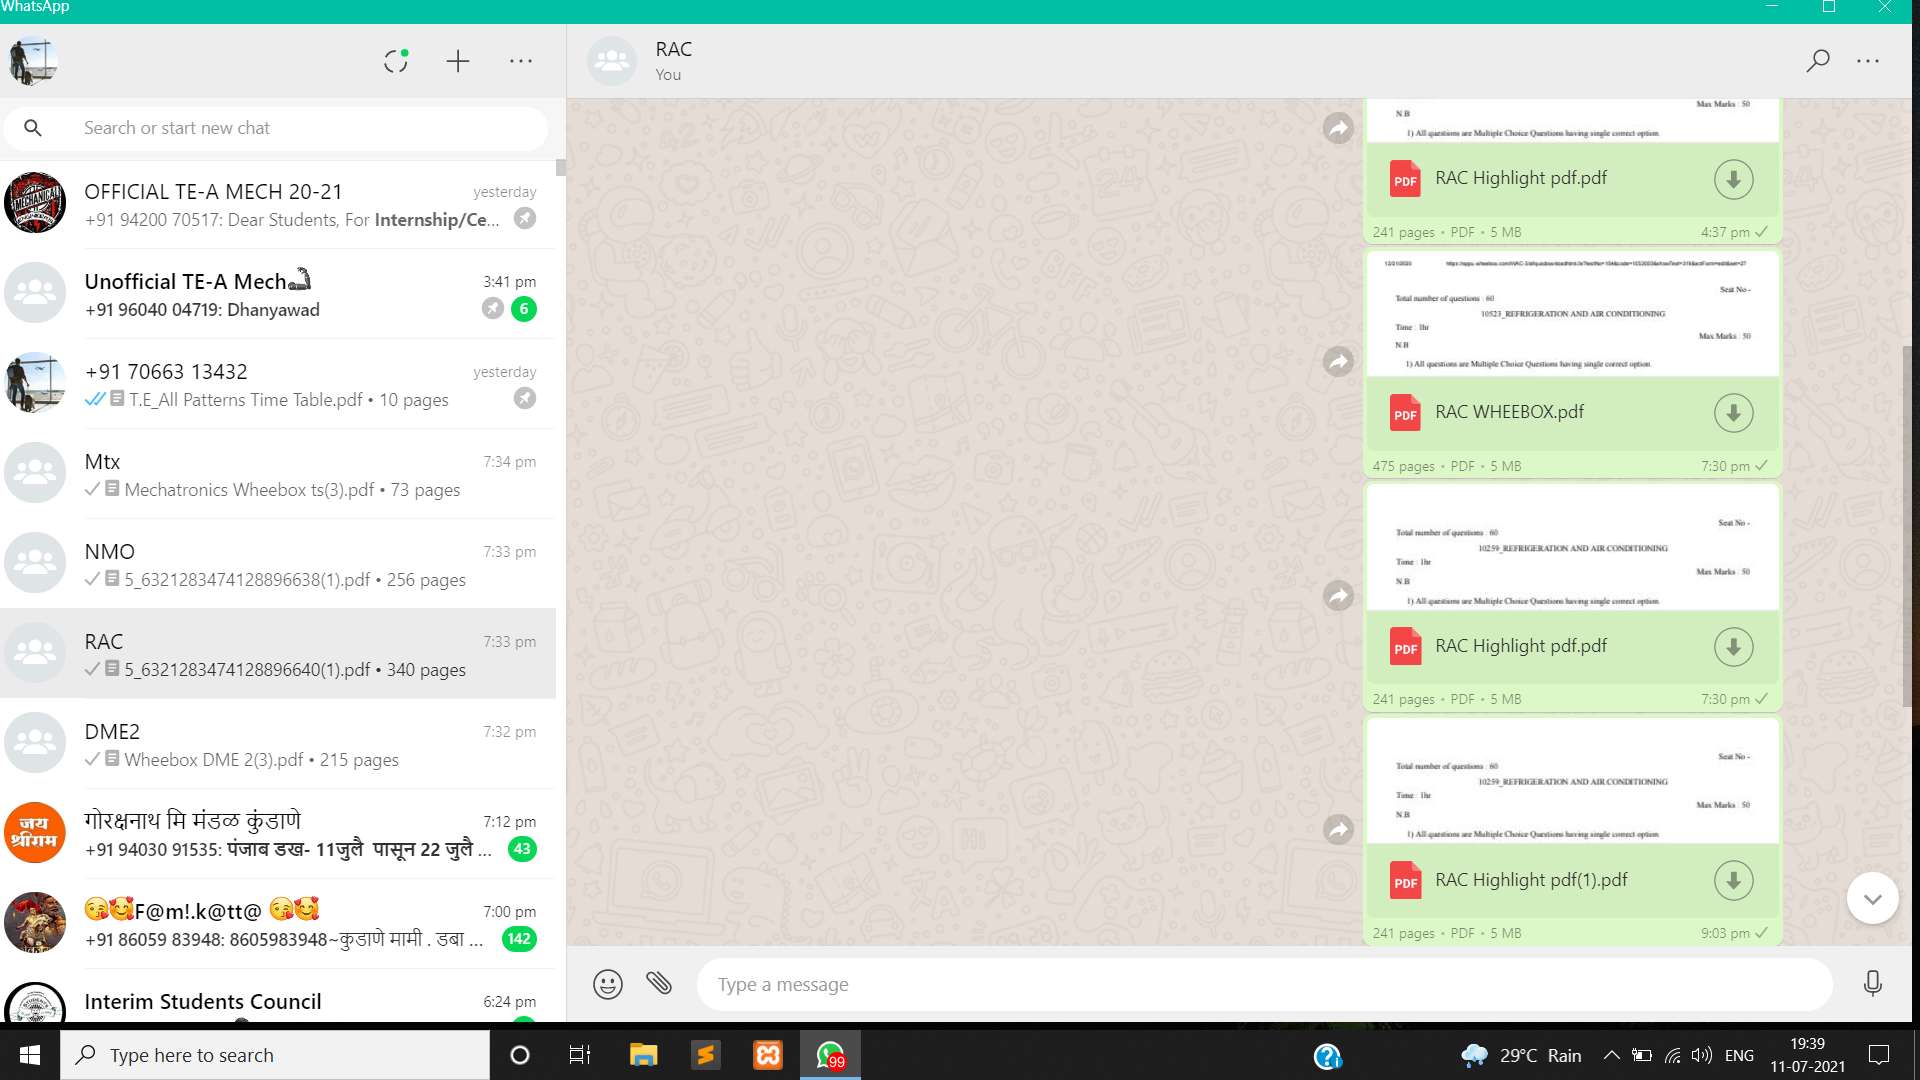 WhatsApp
Search or start new chat
OFFICIAL TE-A MECH 20-21
yesterday
+91 94200 70517: Dear Students, For Internship/Ce...
Unofficial TE-A Mech
3:41 pm
+91 96040 04719: Dhanyawad
6
+91 70663 13432
yesterday
T.E_All Patterns Time Table.pdf • 10 pages
Mtx
7:34 pm
Mechatronics Wheebox ts(3).pdf • 73 pages
NMO
7:33 pm
5_6321283474128896638(1).pdf • 256 pages
RAC
7:33 pm
5_6321283474128896640(1).pdf • 340 pages
DME2
7:32 pm
Wheebox DME 2(3).pdf • 215 pages
गोरक्षनाथ मि मंडळ कुंडाणे
7:12 pm
+91 94030 91535: पंजाब डख- 11जुलै पासून 22 जुलै ...
43
जय
श्रीराम
😘🥰F@m!.k@tt@ 😘🥰
7:00 pm
+91 86059 83948: 8605983948~कुडाणे मामी . डबा ...
142
Interim Students Council
6:24 pm
RAC
You
Max Marks : 50
N.B
1) All questions are Multiple Choice Questions having single correct option.
PDF
RAC Highlight pdf.pdf
241 pages • PDF • 5 MB
4:37 pm
12/21/2020
Seat No -
Total number of questions : 60
10523_REFRIGERATION AND AIR CONDITIONING
Time : 1hr
Max Marks : 50
N.B
1) All questions are Multiple Choice Questions having single correct option.
PDF
RAC WHEEBOX.pdf
475 pages • PDF • 5 MB
7:30 pm
Seat No -
Total number of questions : 60
10259_REFRIGERATION AND AIR CONDITIONING
Time : 1hr
Max Marks : 50
N.B
1) All questions are Multiple Choice Questions having single correct option.
PDF
RAC Highlight pdf.pdf
241 pages • PDF • 5 MB
7:30 pm
Seat No -
Total number of questions : 60
10259_REFRIGERATION AND AIR CONDITIONING
Time : 1hr
Max Marks : 50
N.B
1) All questions are Multiple Choice Questions having single correct option.
PDF
RAC Highlight pdf(1).pdf
241 pages • PDF • 5 MB
9:03 pm
Type a message
Type here to search
99
29°C Rain
ENG
19:39
11-07-2021